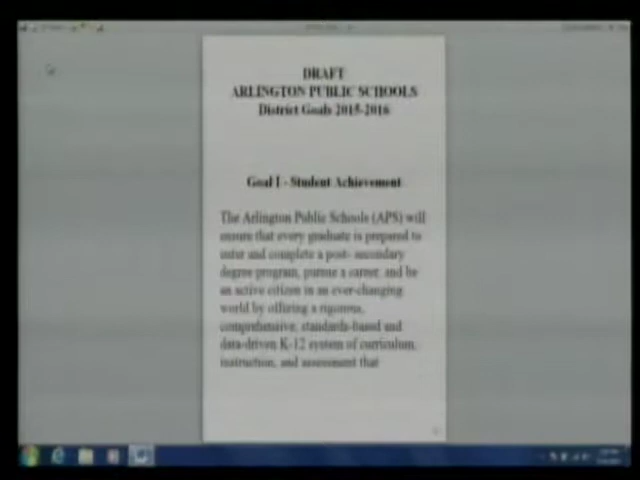 DRAFT
ARLINGTON PUBLIC SCHOOLS
District Goals 2015-2016
Goal I - Student Achievement
The Arlington Public Schools (APS) will
ensure that every graduate is prepared to
enter and complete a post- secondary
degree program, pursue a career, and be
an active citizen in an ever-changing
world by offering a rigorous,
comprehensive, standards-based and
data-driven K-12 system of curriculum,
instruction, and assessment that